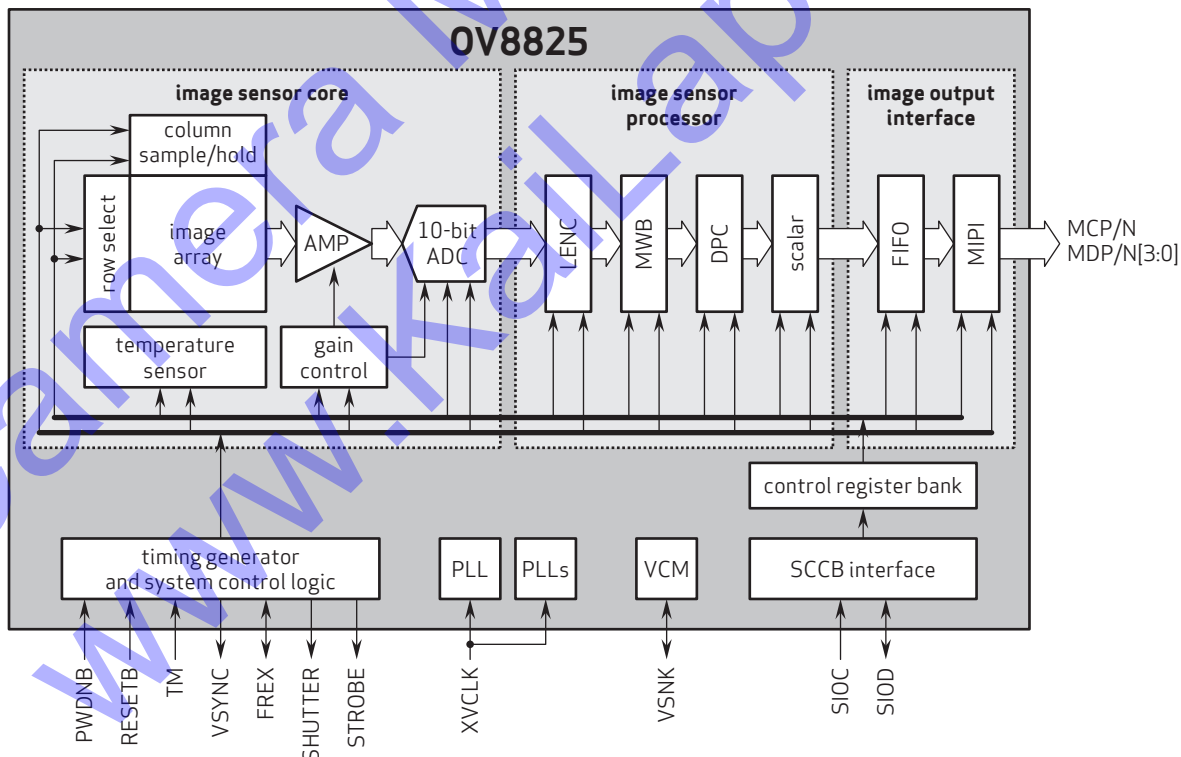 OV8825
image sensor core
image sensor
processor
image output
interface
column
sample/hold
row select
image
array
AMP
10-bit
ADC
LENC
MWB
DPC
scalar
FIFO
MIPI
MCP/N
MDP/N[3:0]
temperature
sensor
gain
control
control register bank
timing generator
and system control logic
PLL
PLLs
VCM
SCCB interface
PWDNB
RESETB
TM
VSYNC
FREX
SHUTTER
STROBE
XVCLK
VSNK
SIOC
SIOD